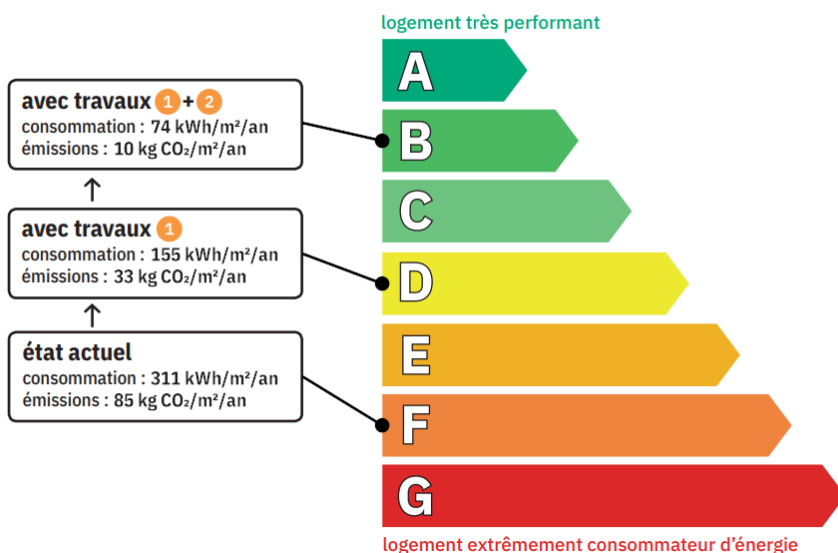 logement très performant
A
avec travaux 1 + 2
consommation : 74 kWh/m²/an
émissions : 10 kg CO₂/m²/an
B
C
avec travaux 1
consommation : 155 kWh/m²/an
émissions : 33 kg CO₂/m²/an
D
état actuel
consommation : 311 kWh/m²/an
émissions : 85 kg CO₂/m²/an
E
F
G
logement extrêmement consommateur d’énergie